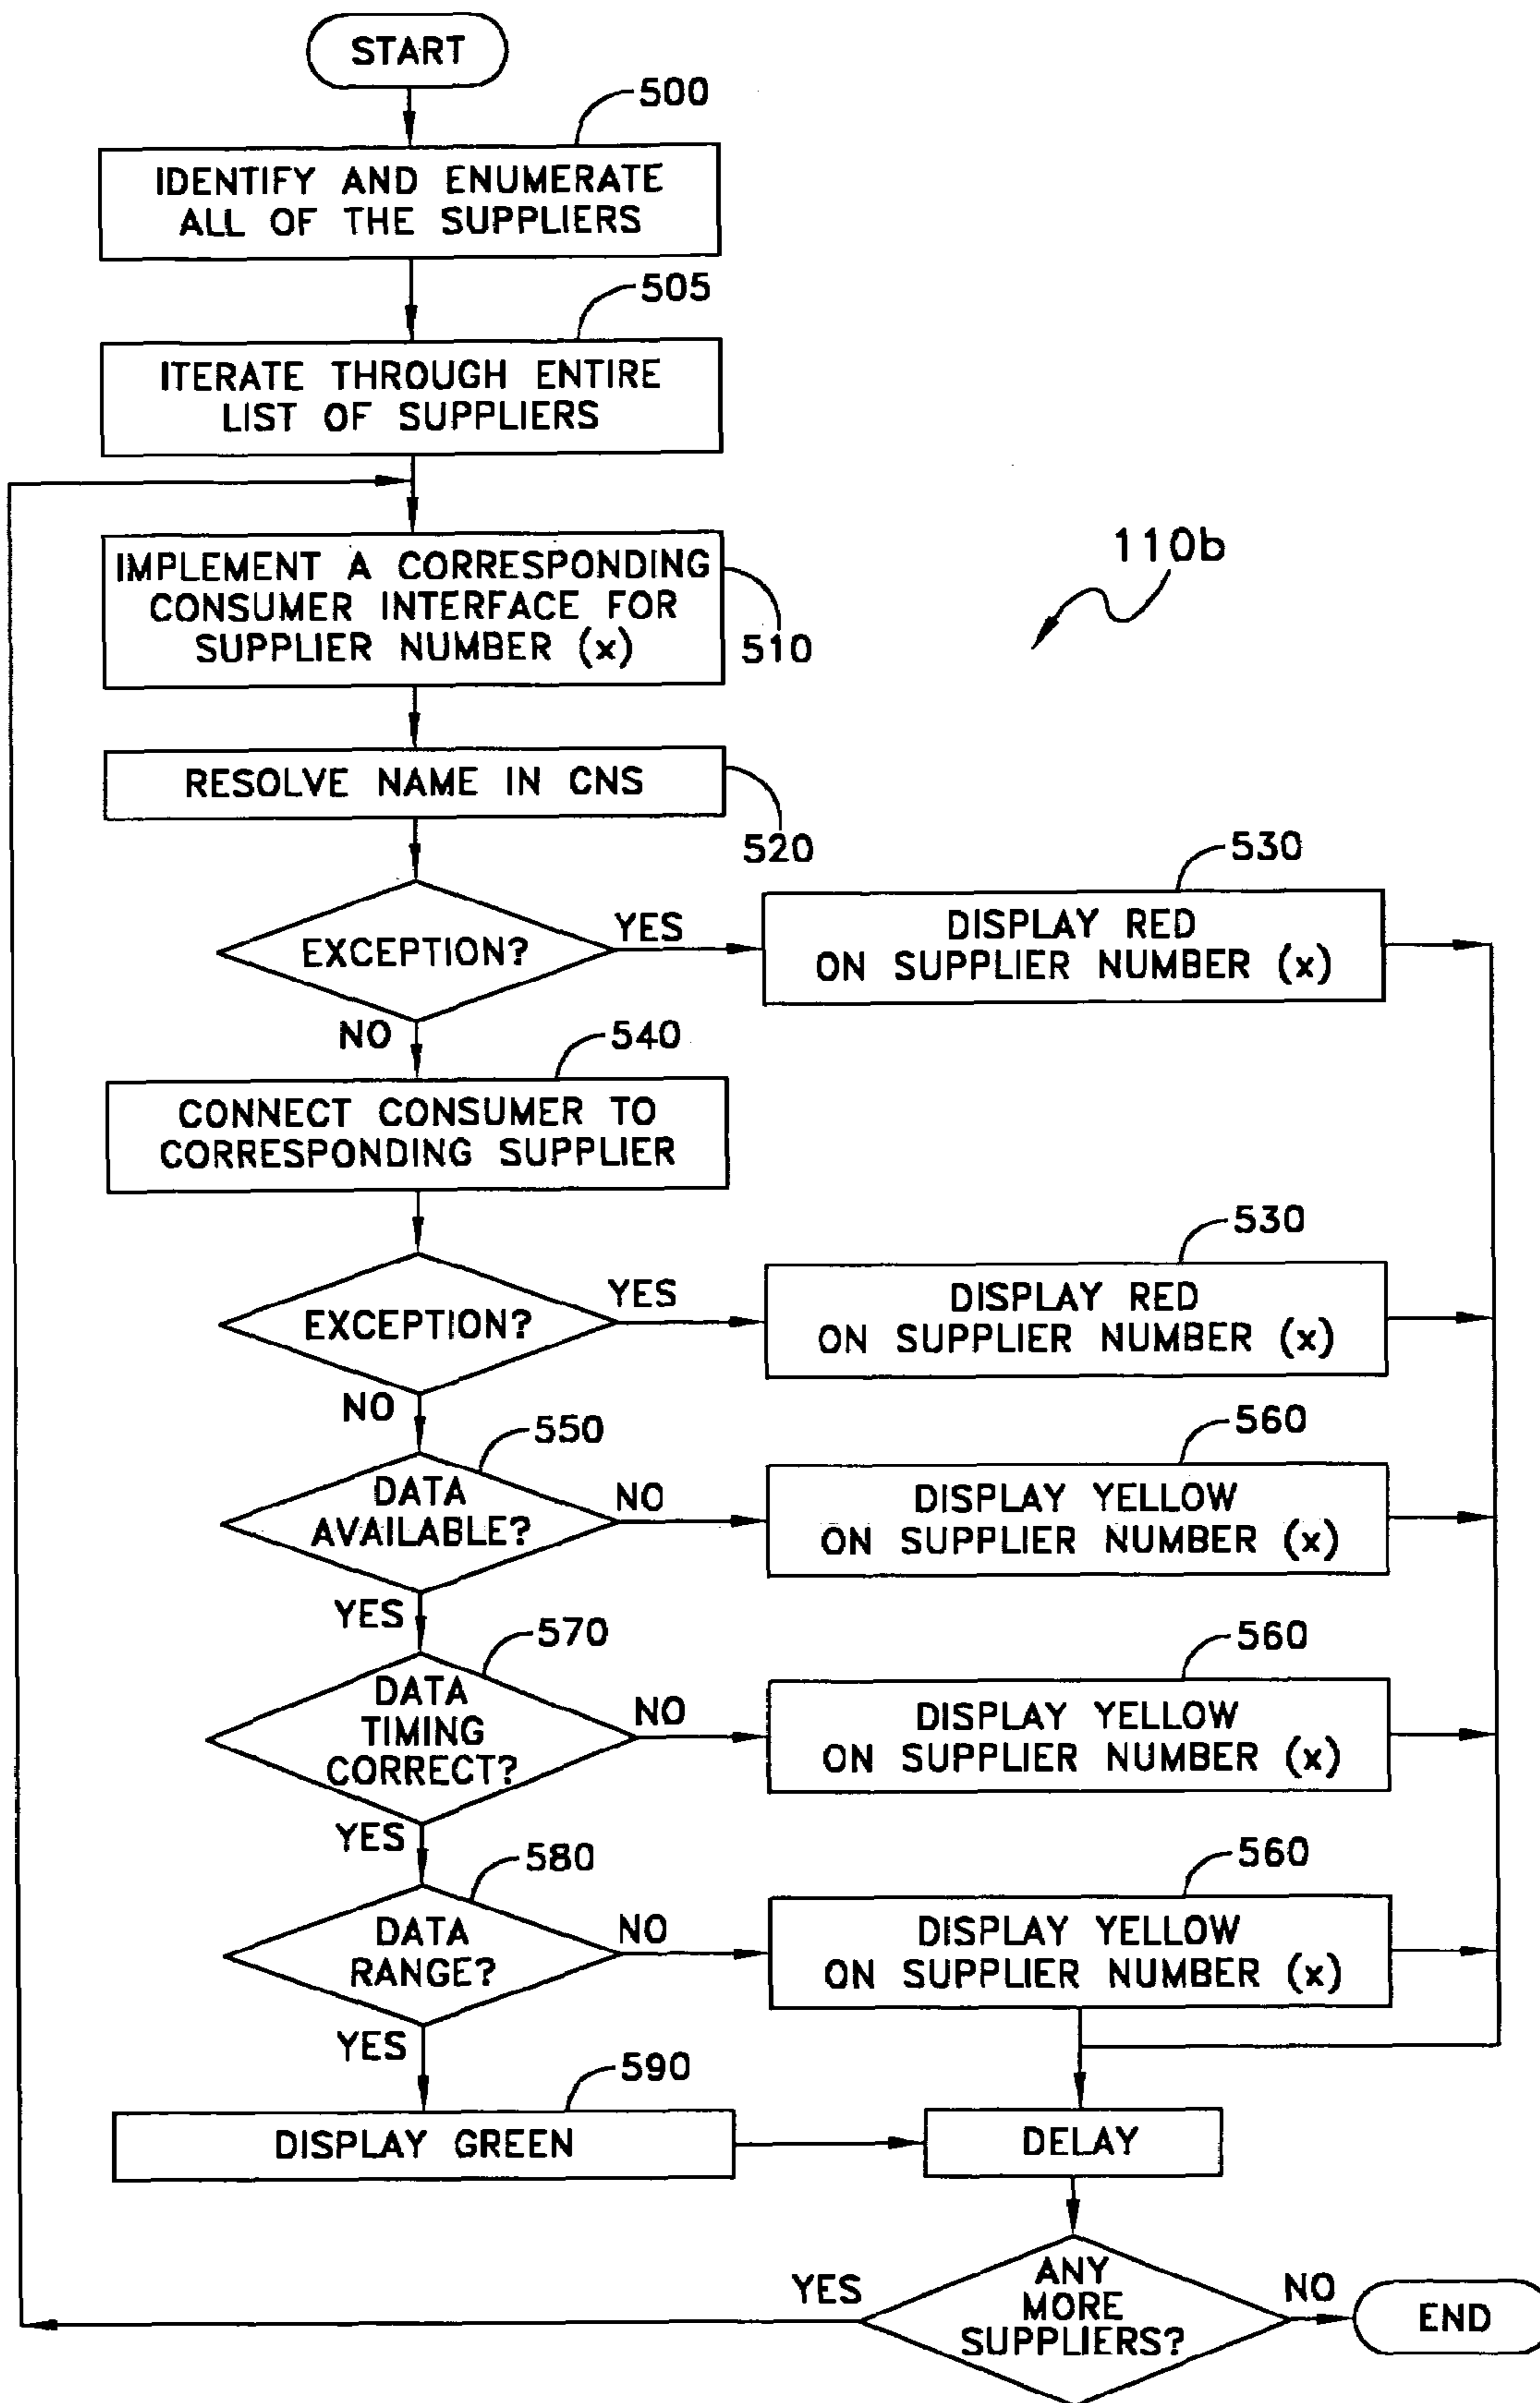 START
500
IDENTIFY AND ENUMERATE
ALL OF THE SUPPLIERS
505
ITERATE THROUGH ENTIRE
LIST OF SUPPLIERS
110b
IMPLEMENT A CORRESPONDING
CONSUMER INTERFACE FOR
SUPPLIER NUMBER (x)
510
RESOLVE NAME IN CNS
520
EXCEPTION?
YES
530
DISPLAY RED
ON SUPPLIER NUMBER (x)
NO
540
CONNECT CONSUMER TO
CORRESPONDING SUPPLIER
EXCEPTION?
YES
530
DISPLAY RED
ON SUPPLIER NUMBER (x)
NO
550
DATA
AVAILABLE?
NO
560
DISPLAY YELLOW
ON SUPPLIER NUMBER (x)
YES
570
DATA
TIMING
CORRECT?
NO
560
DISPLAY YELLOW
ON SUPPLIER NUMBER (x)
YES
580
DATA
RANGE?
NO
560
DISPLAY YELLOW
ON SUPPLIER NUMBER (x)
YES
590
DISPLAY GREEN
DELAY
ANY
MORE
SUPPLIERS?
YES
NO
END